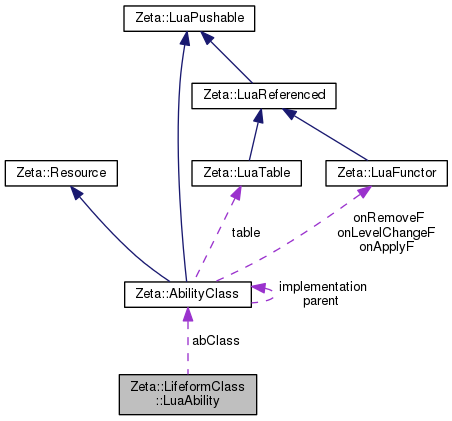 Zeta::LuaPushable
Zeta::LuaReferenced
Zeta::Resource
Zeta::LuaTable
Zeta::LuaFunctor
table
onRemoveF
onLevelChangeF
onApplyF
Zeta::AbilityClass
implementation
parent
abClass
Zeta::LifeformClass
::LuaAbility